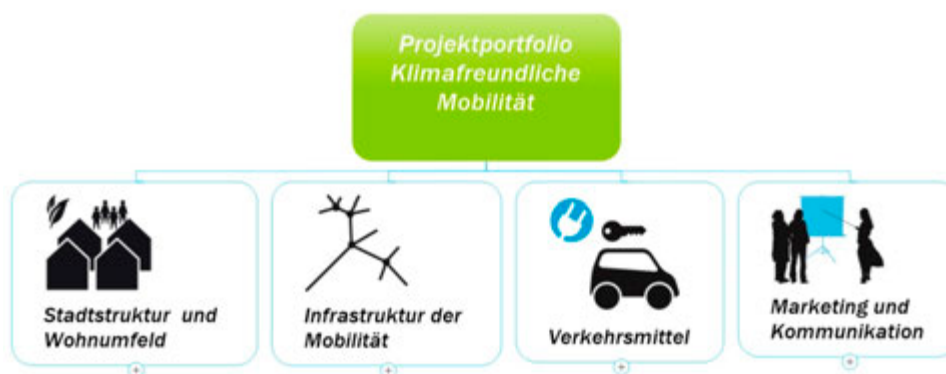 Projektportfolio
Klimafreundliche
Mobilität
Stadtstruktur und
Wohnumfeld
Infrastruktur der
Mobilität
Verkehrsmittel
Marketing und
Kommunikation